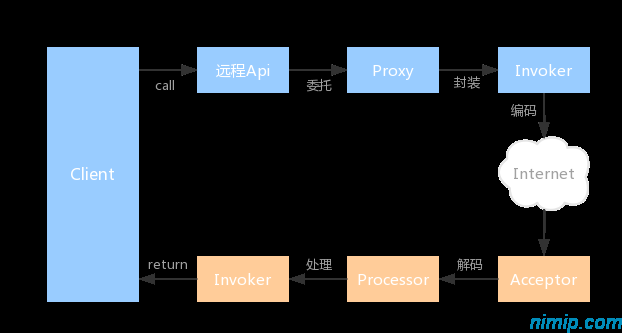 远程Api
Proxy
Invoker
call
委托
封装
编码
Client
Internet
return
处理
解码
Invoker
Processor
Acceptor
nimip.com